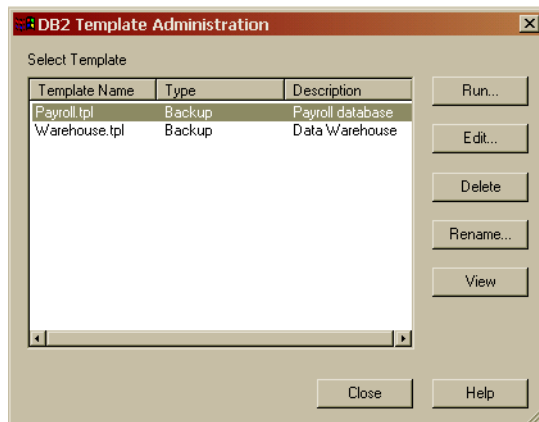 DB2 Template Administration
Select Template
Template Name Type Description
Payroll.tpl Backup Payroll database
Warehouse.tpl Backup Data Warehouse
Run...
Edit...
Delete
Rename...
View
Close Help